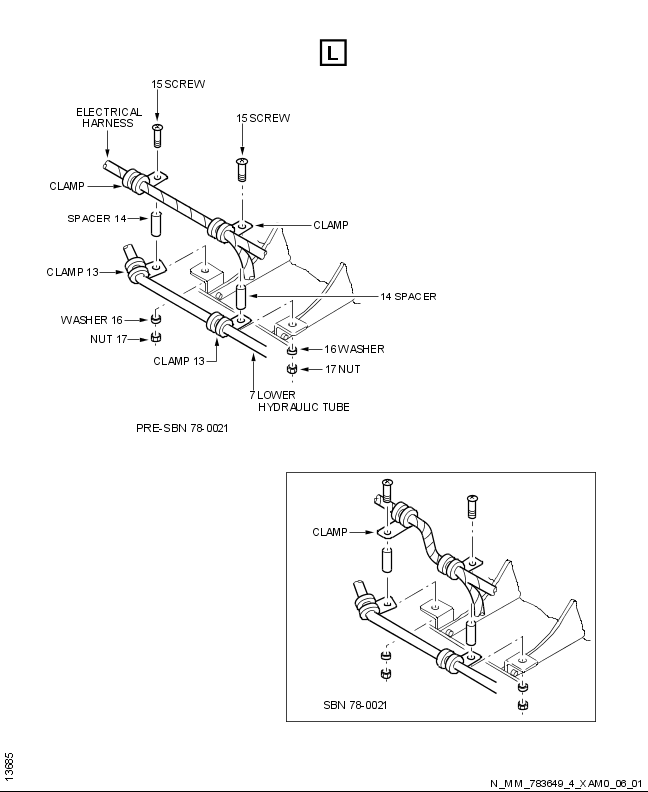 L
15 SCREW
ELECTRICAL
HARNESS
15 SCREW
CLAMP
SPACER 14
CLAMP
CLAMP 13
14 SPACER
WASHER 16
NUT 17
CLAMP 13
16 WASHER
17 NUT
7 LOWER
HYDRAULIC TUBE
PRE-SBN 78-0021
CLAMP
SBN 78-0021
13685
N_MM_783649_4_XAM0_06_01